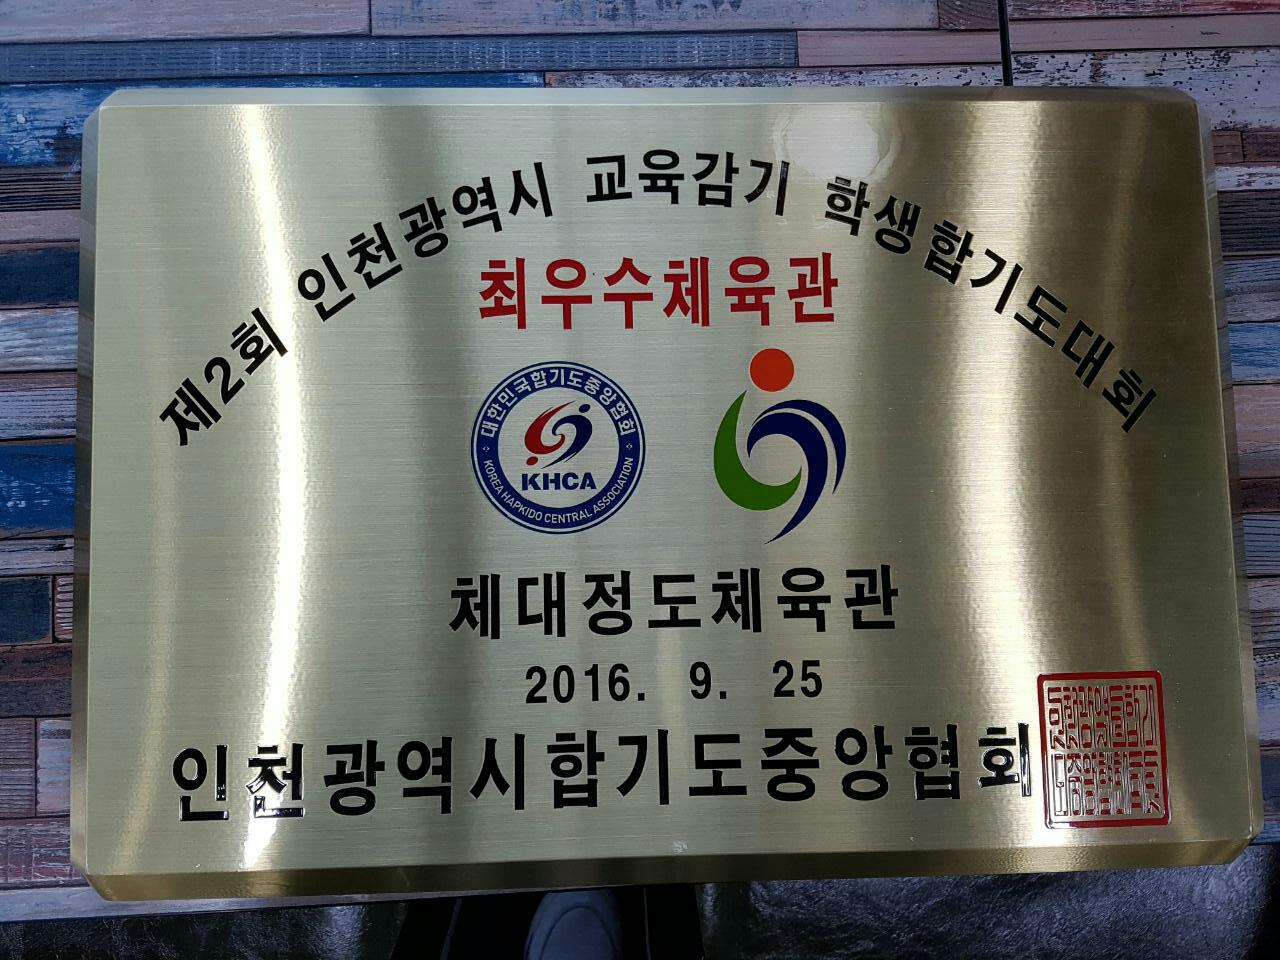 제2회 인천광역시 교육감기 학생합기도대회
최우수체육관
대한민국합기도중앙협회
KHCA
KOREA HAPKIDO CENTRAL ASSOCIATION
체대정도체육관
2016. 9. 25
인천광역시합기도중앙협회